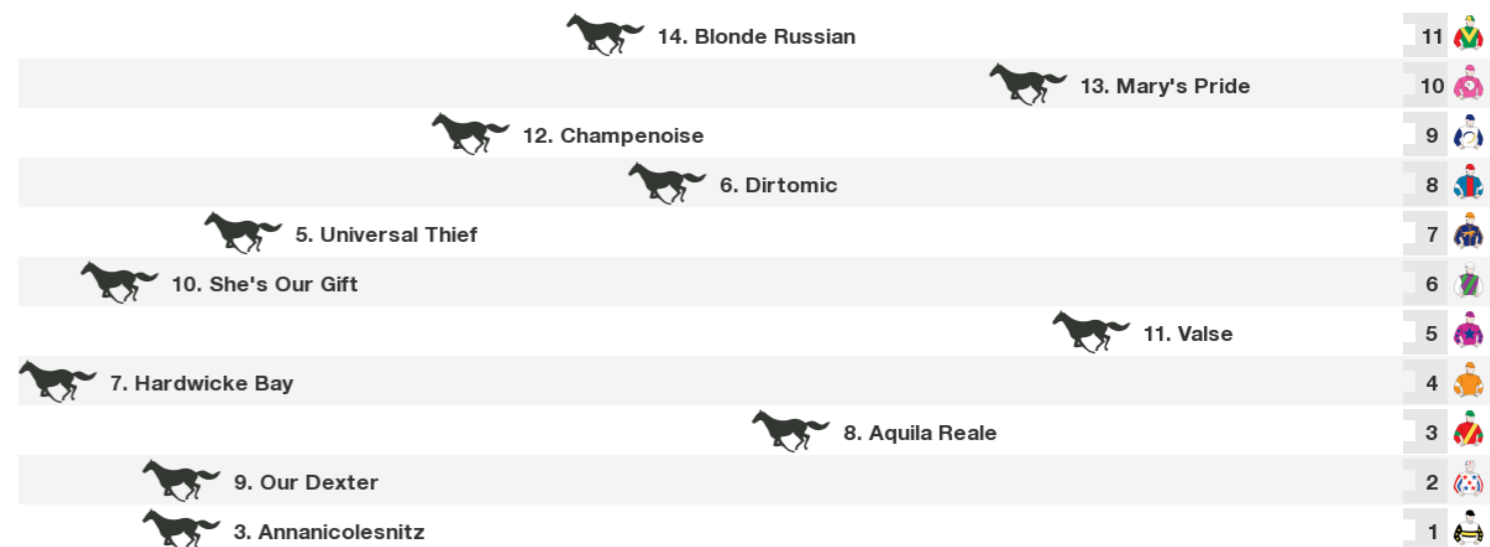 14. Blonde Russian 11
13. Mary's Pride 10
12. Champenoise 9
6. Dirtomic 8
5. Universal Thief 7
10. She's Our Gift 6
11. Valse 5
7. Hardwicke Bay 4
8. Aquila Reale 3
9. Our Dexter 2
3. Annanicolesnitz 1